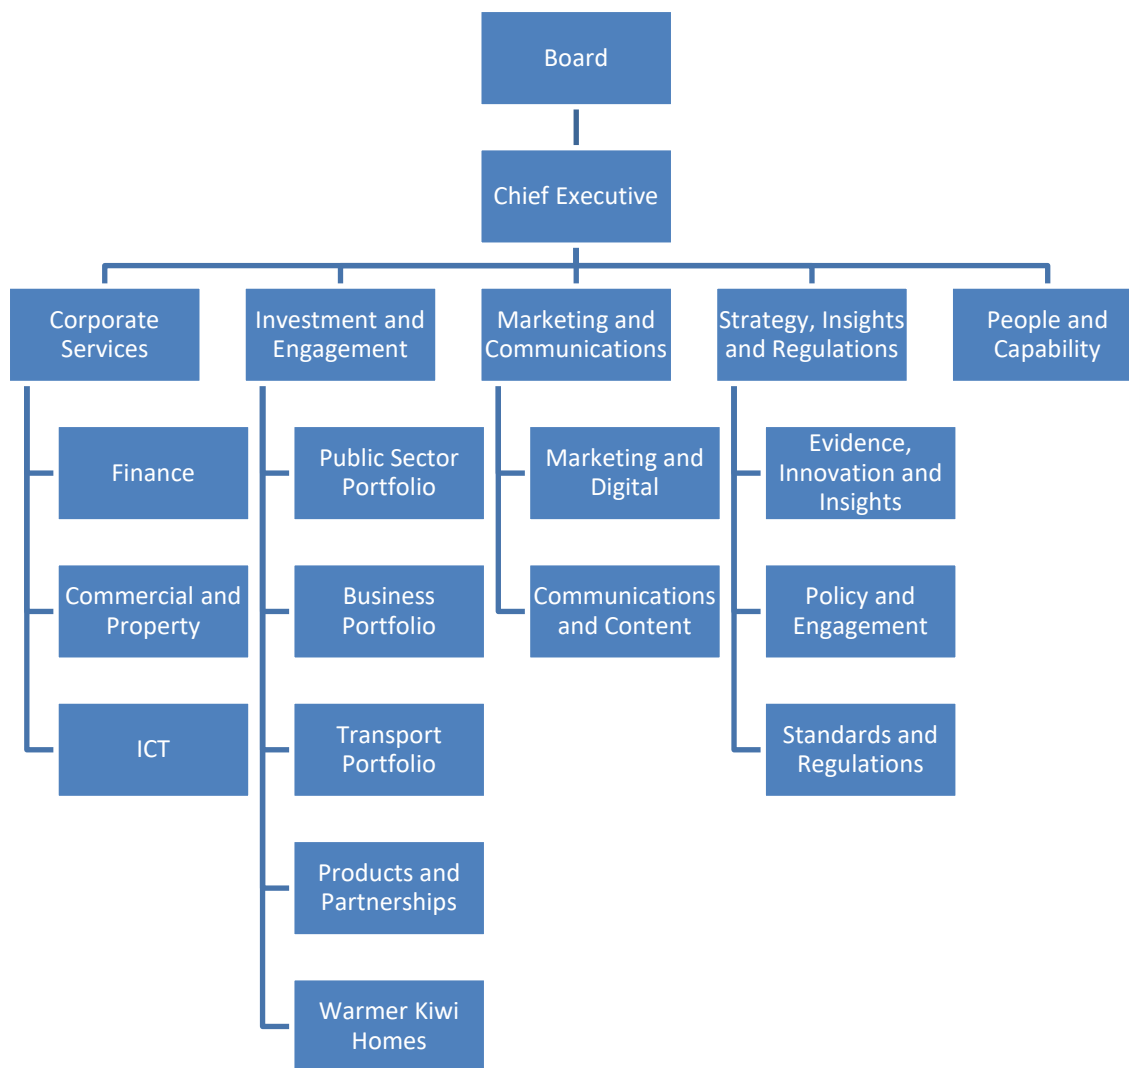 Board
Chief Executive
Corporate
Services
Investment and
Engagement
Marketing and
Communications
Strategy, Insights
and Regulations
People and
Capability
Finance
Commercial and
Property
ICT
Public Sector
Portfolio
Business
Portfolio
Transport
Portfolio
Products and
Partnerships
Warmer Kiwi
Homes
Marketing and
Digital
Communications
and Content
Evidence,
Innovation and
Insights
Policy and
Engagement
Standards and
Regulations